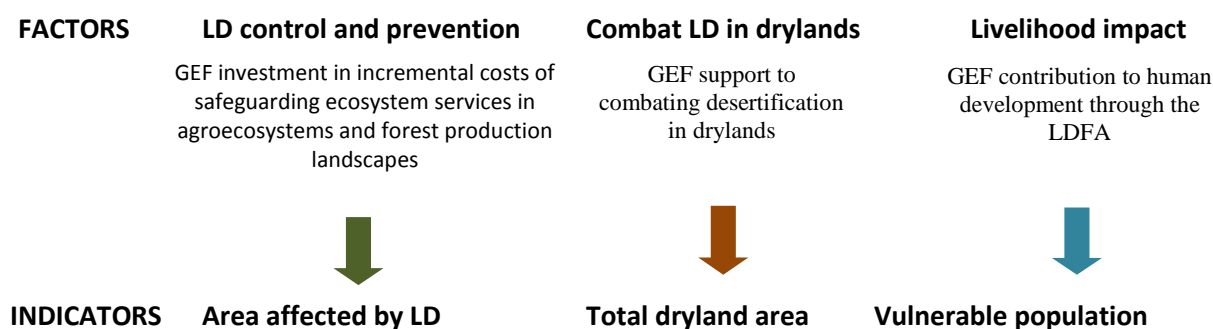 FACTORS
LD control and prevention
GEF investment in incremental costs of
safeguarding ecosystem services in
agroecosystems and forest production
landscapes
Combat LD in drylands
GEF support to
combating desertification
in drylands
Livelihood impact
GEF contribution to human
development through the
LDFA
INDICATORS
Area affected by LD
Total dryland area
Vulnerable population